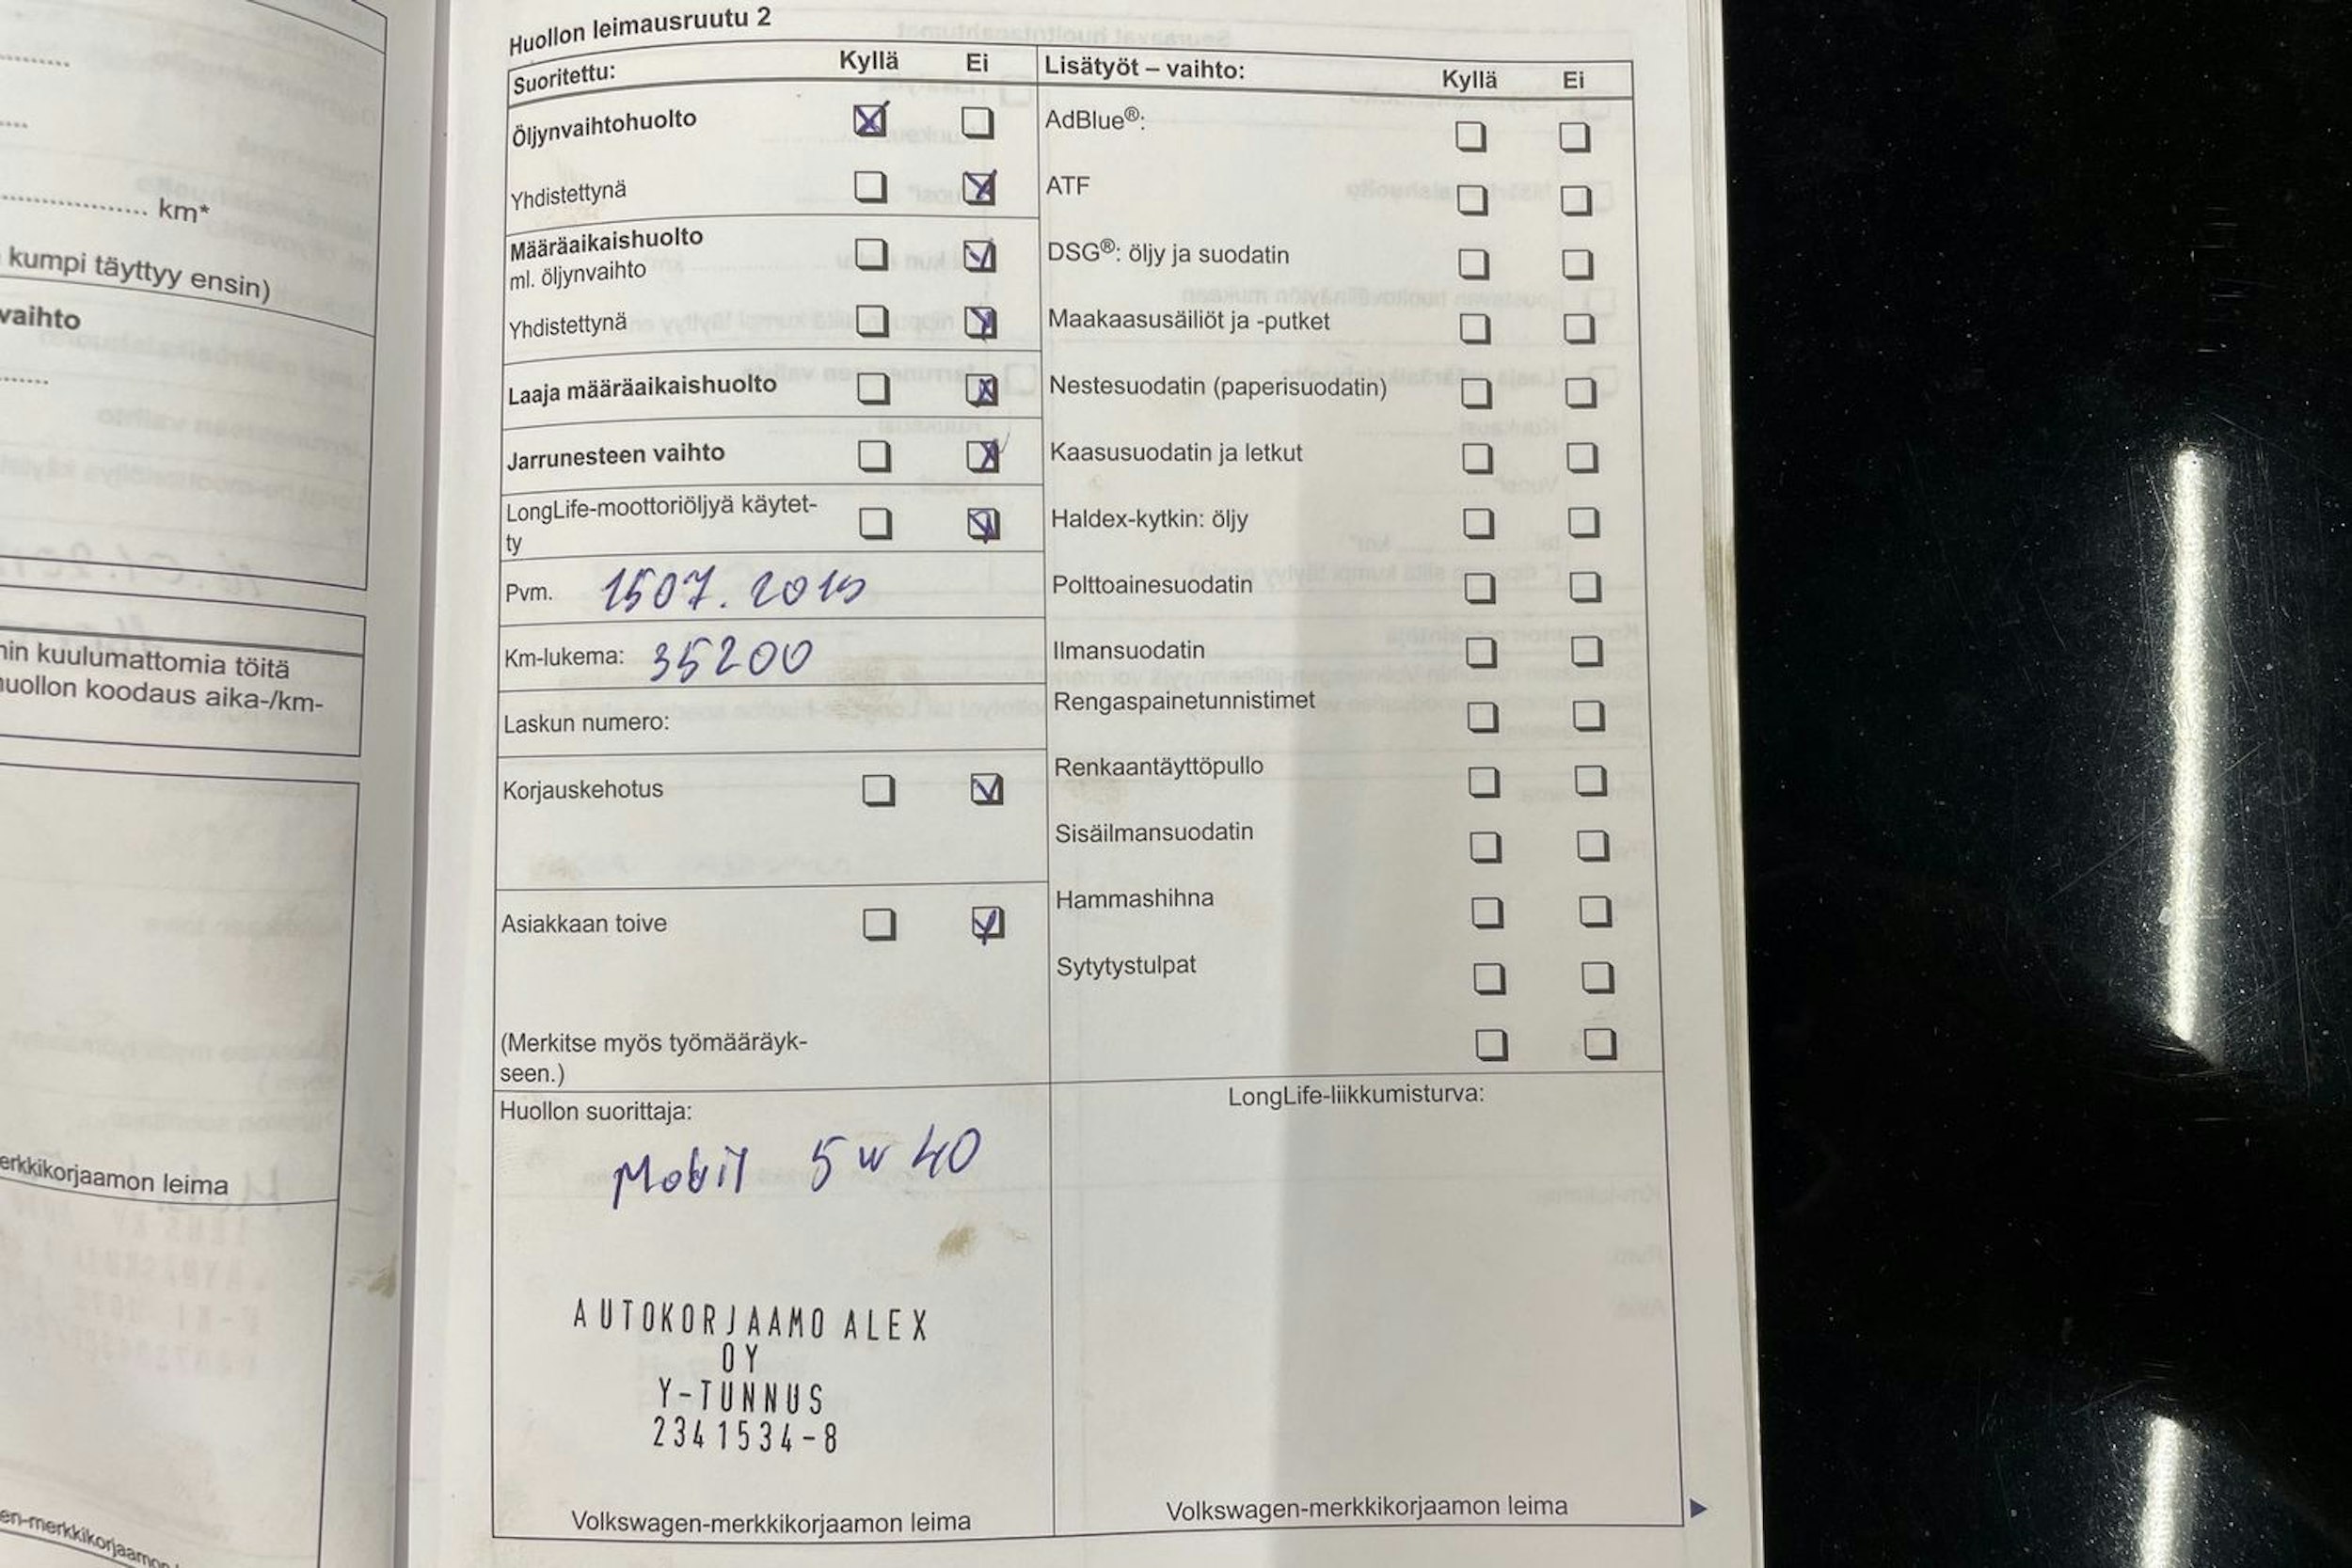 km*
kumpi täyttyy ensin)
vaihto
hin kuulumattomia töitä
huollon koodaus aika-/km-
erkkikorjaamon leima
en-merkkikorjaamon
Huollon leimausruutu 2
Suoritettu: Kyllä Ei
Öljynvaihtohuolto
Yhdistettynä
Määräaikaishuolto
ml. öljynvaihto
Yhdistettynä
Laaja määräaikaishuolto
Jarrunesteen vaihto
LongLife-moottoriöljyä käytet-
ty
Pvm. 1507.2015
Km-lukema: 35200
Laskun numero:
Korjauskehotus
Asiakkaan toive
(Merkitse myös työmääräyk-
seen.)
Huollon suorittaja:
Mobil 5w40
AUTOKORJAAMO ALEX
OY
Y-TUNNUS
2341534-8
Volkswagen-merkkikorjaamon leima
Lisätyöt – vaihto: Kyllä Ei
AdBlue®:
ATF
DSG®: öljy ja suodatin
Maakaasusäiliöt ja -putket
Nestesuodatin (paperisuodatin)
Kaasusuodatin ja letkut
Haldex-kytkin: öljy
Polttoainesuodatin
Ilmansuodatin
Rengaspainetunnistimet
Renkaantäyttöpullo
Sisäilmansuodatin
Hammashihna
Sytytystulpat
LongLife-liikkumisturva:
Volkswagen-merkkikorjaamon leima